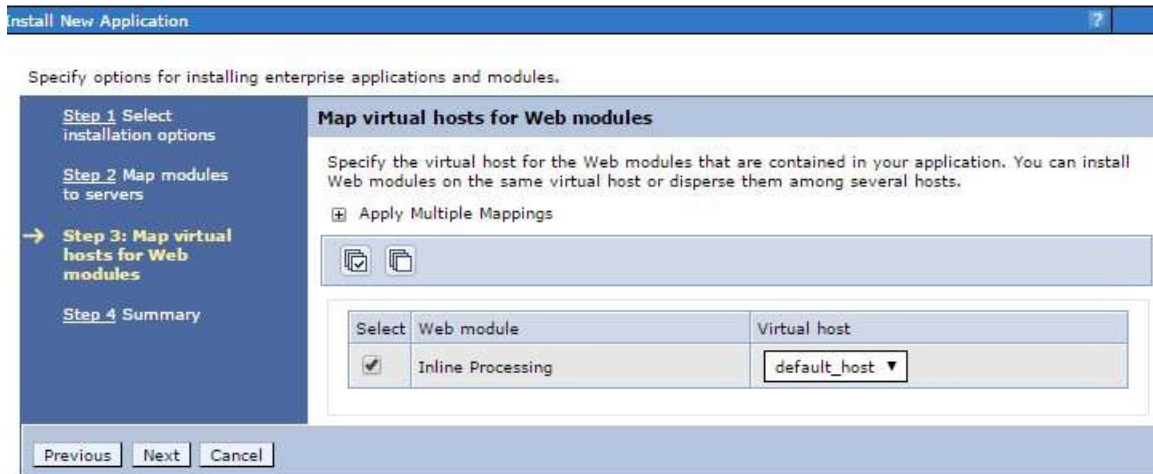 Install New Application
?
Specify options for installing enterprise applications and modules.
Step 1 Select
installation options
Step 2 Map modules
to servers
Step 3: Map virtual
hosts for Web
modules
Step 4 Summary
Map virtual hosts for Web modules
Specify the virtual host for the Web modules that are contained in your application. You can install
Web modules on the same virtual host or disperse them among several hosts.
Apply Multiple Mappings
Select Web module Virtual host
Inline Processing default_host
Previous Next Cancel